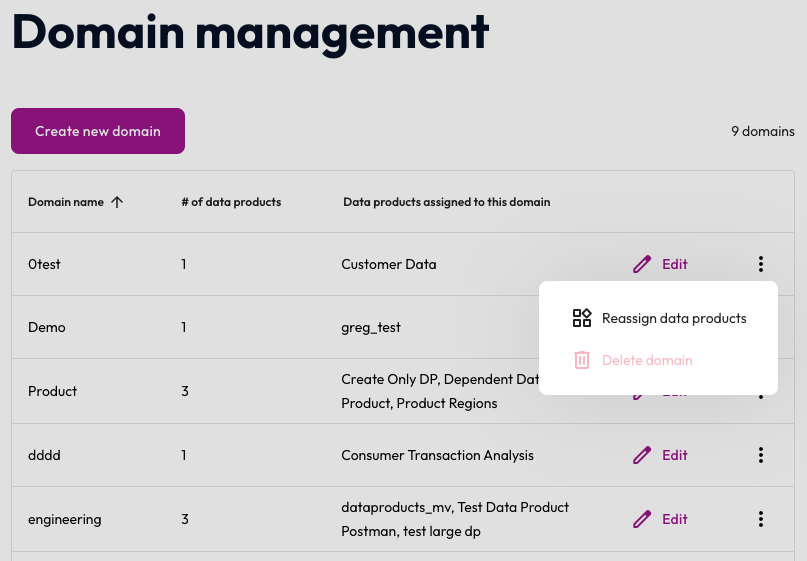 Domain management
Create new domain
9 domains
Domain name # of data products Data products assigned to this domain
0test 1 Customer Data Edit
Reassign data products
Demo 1 greg_test
Delete domain
Create Only DP, Dependent Dat
Product 3
Product, Product Regions
dddd 1 Consumer Transaction Analysis Edit
dataproducts_mv, Test Data Product
engineering 3 Edit
Postman, test large dp